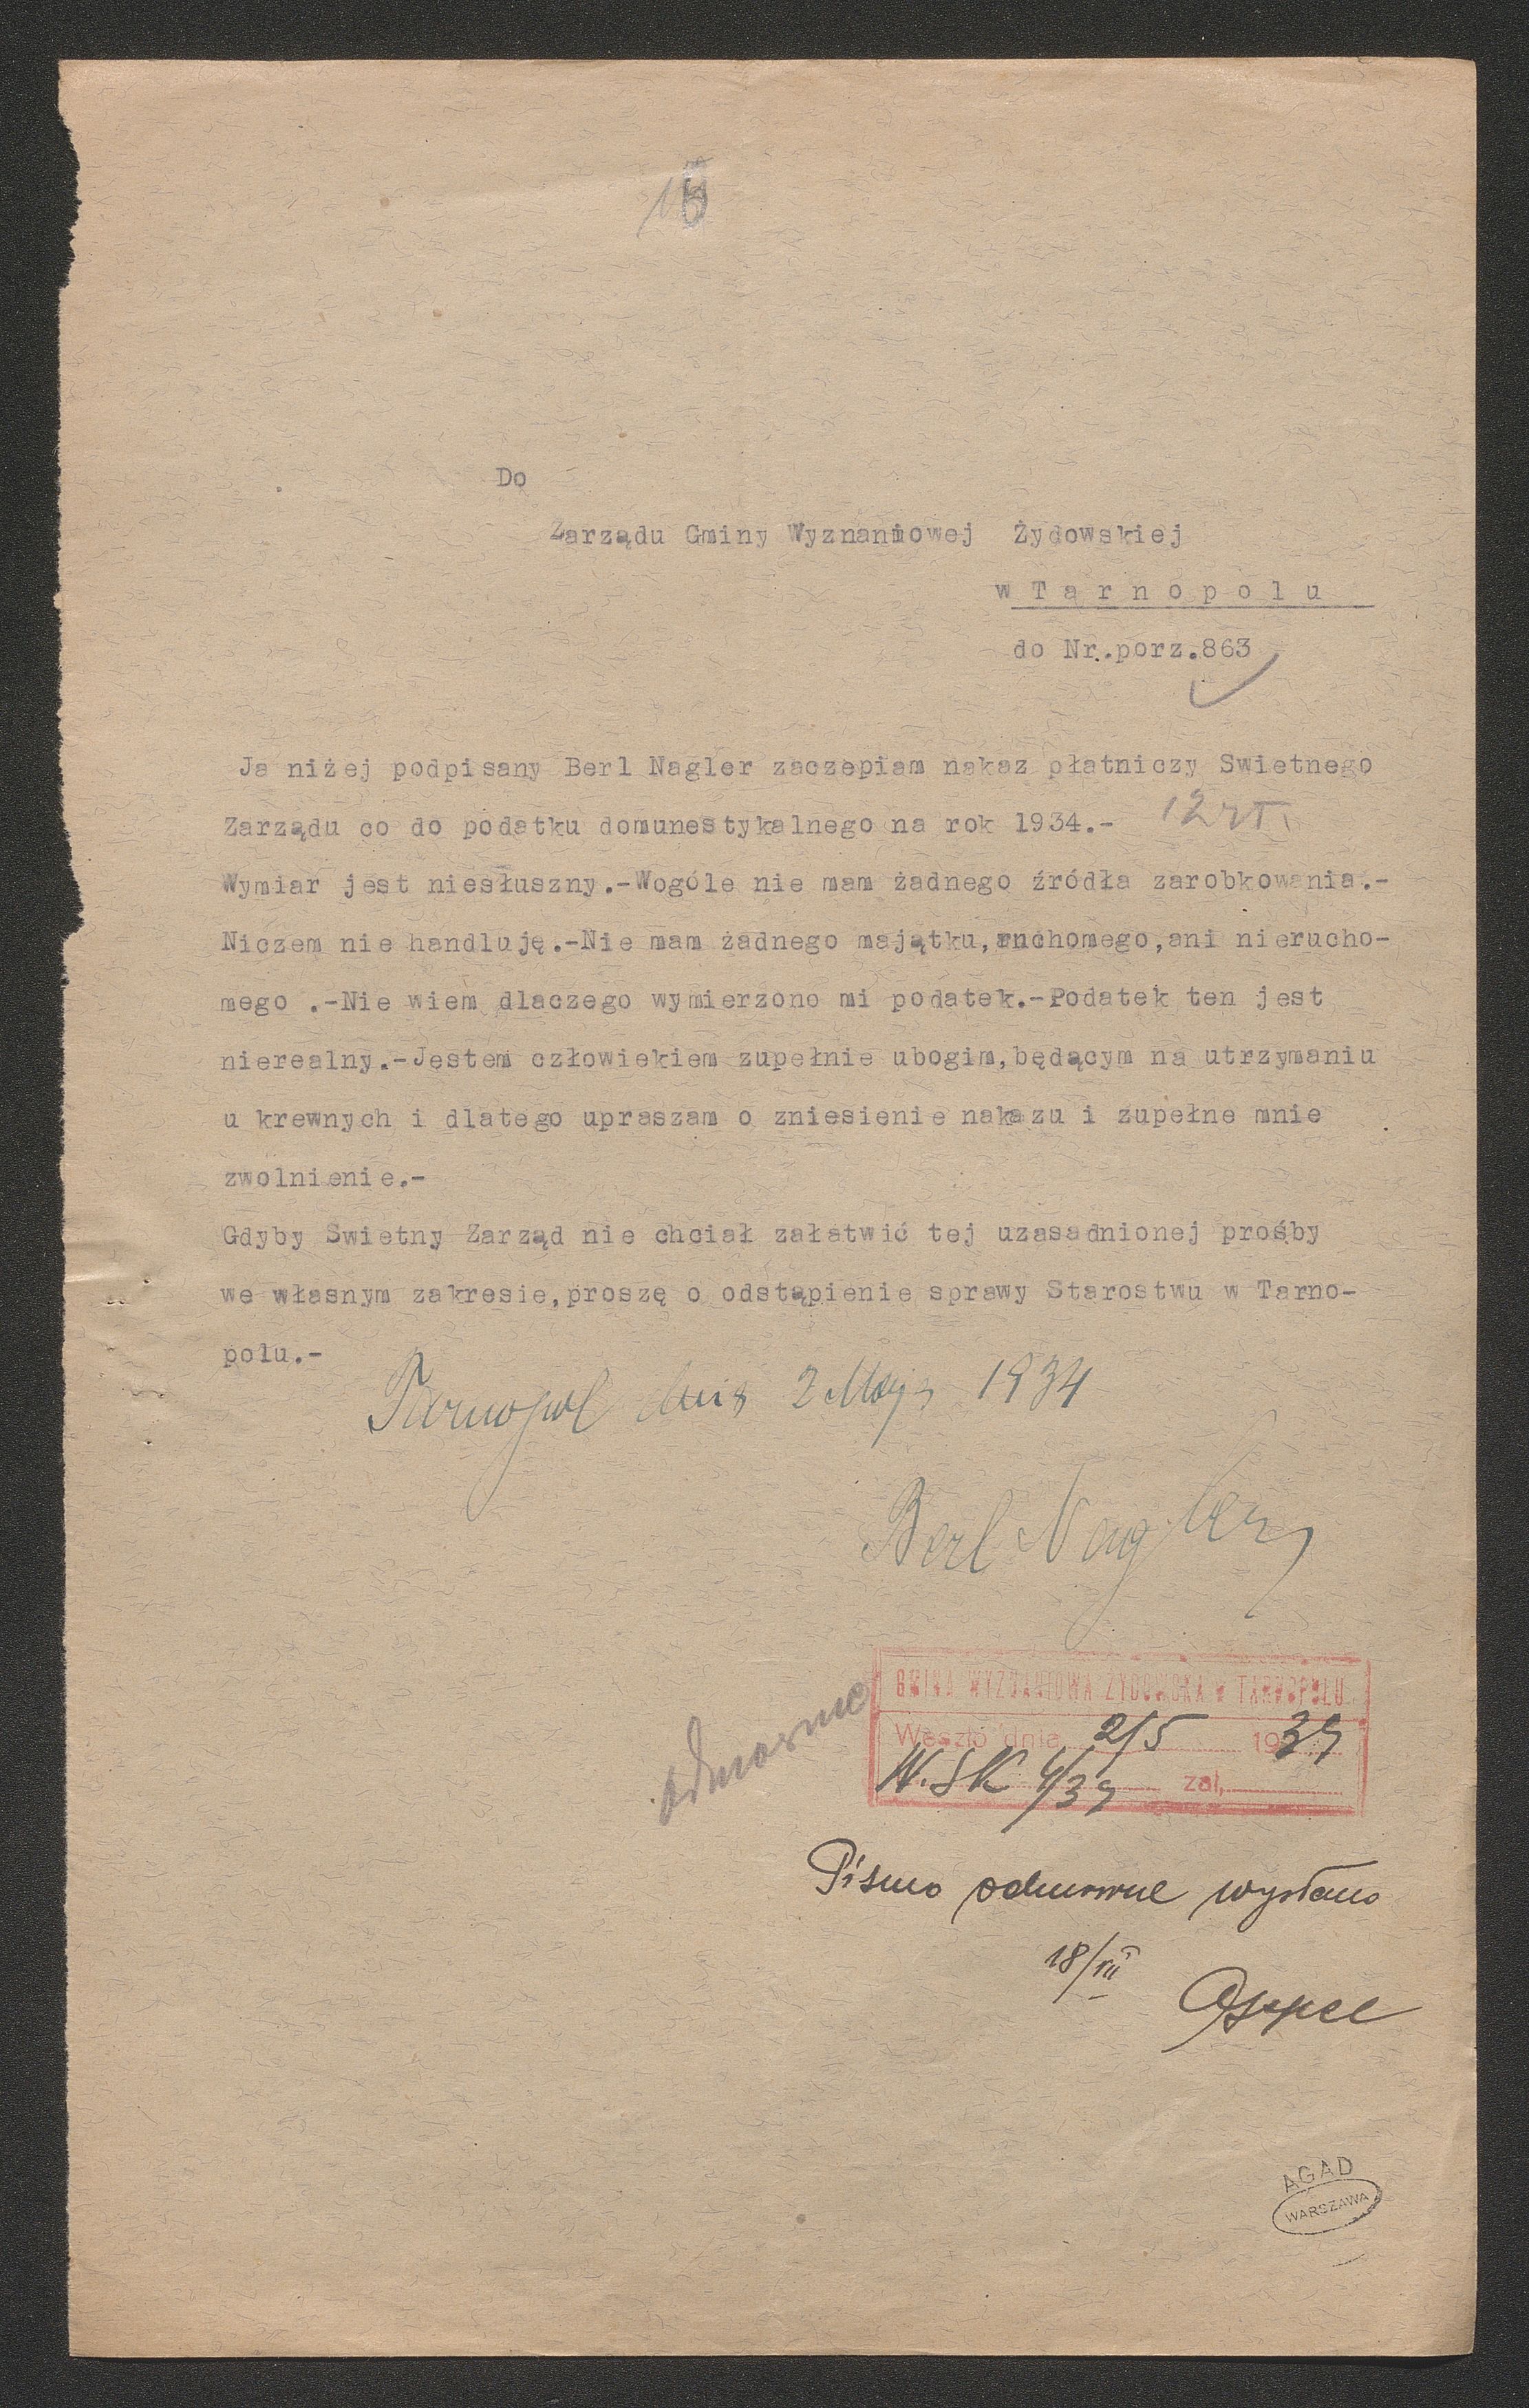 Do
Zarządu Gminy Wyznaniowej Żydowskiej
w T a r n o p o l u
do Nr..porz.863
Ja niżej podpisany Berl Nagler zaczepiam nakaz płatniczy Swietnego
Zarządu co do podatku domunestykalnego na rok 1934.- 12 zł.
Wymiar jest niesłuszny.-Wogóle nie mam żadnego źródła zarobkowania.-
Niczem nie handluję.-Nie mam żadnego majątku,ruchomego,ani nierucho-
mego .-Nie wiem dlaczego wymierzono mi podatek.-Podatek ten jest
nierealny.-Jestem człowiekiem zupełnie ubogim,będącym na utrzymaniu
u krewnych i dlatego upraszam o zniesienie nakazu i zupełne mnie
zwolnienie.-
Gdyby Swietny Zarząd nie chciał załatwić tej uzasadnionej prośby
we własnym zakresie,proszę o odstąpienie sprawy Starostwu w Tarno-
polu.-
Tarnopol dnia 2 Maja 1934
Berl Nagler
GMINA WYZNANIOWA ŻYDOWSKA w TARNOPOLU
Weszło dnia 2/5 1934
zał.
odmownie
Pismo odmowne wysłano
18/VII
AGAD
WARSZAWA